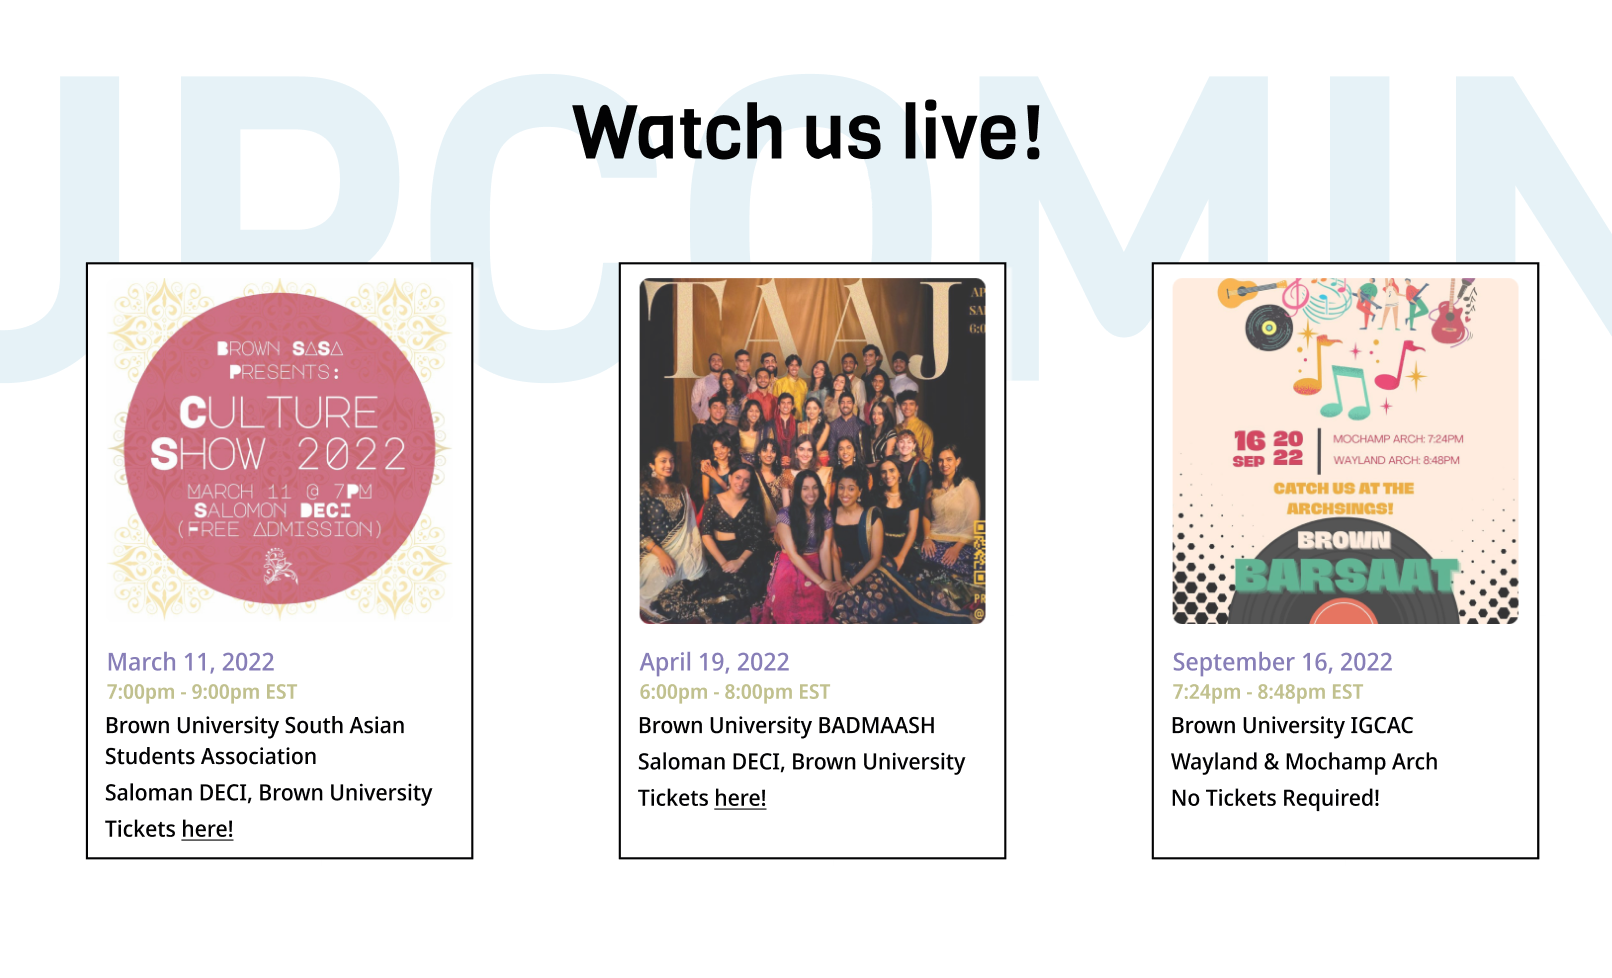 UPCOMIN
Watch us live!
BROWN SASA
PRESENTS:
CULTURE
SHOW 2022
MARCH 11 @ 7PM
SALOMON DECI
(FREE ADMISSION)
March 11, 2022
7:00pm - 9:00pm EST
Brown University South Asian
Students Association
Saloman DECI, Brown University
Tickets here!
TAAJ
AP
SAL
6:0
PR
@
April 19, 2022
6:00pm - 8:00pm EST
Brown University BADMAASH
Saloman DECI, Brown University
Tickets here!
16 20 MOCHAMP ARCH: 7:24PM
SEP 22 WAYLAND ARCH: 8:48PM
CATCH US AT THE
ARCHSINGS!
BROWN
BARSAAT
September 16, 2022
7:24pm - 8:48pm EST
Brown University IGCAC
Wayland & Mochamp Arch
No Tickets Required!